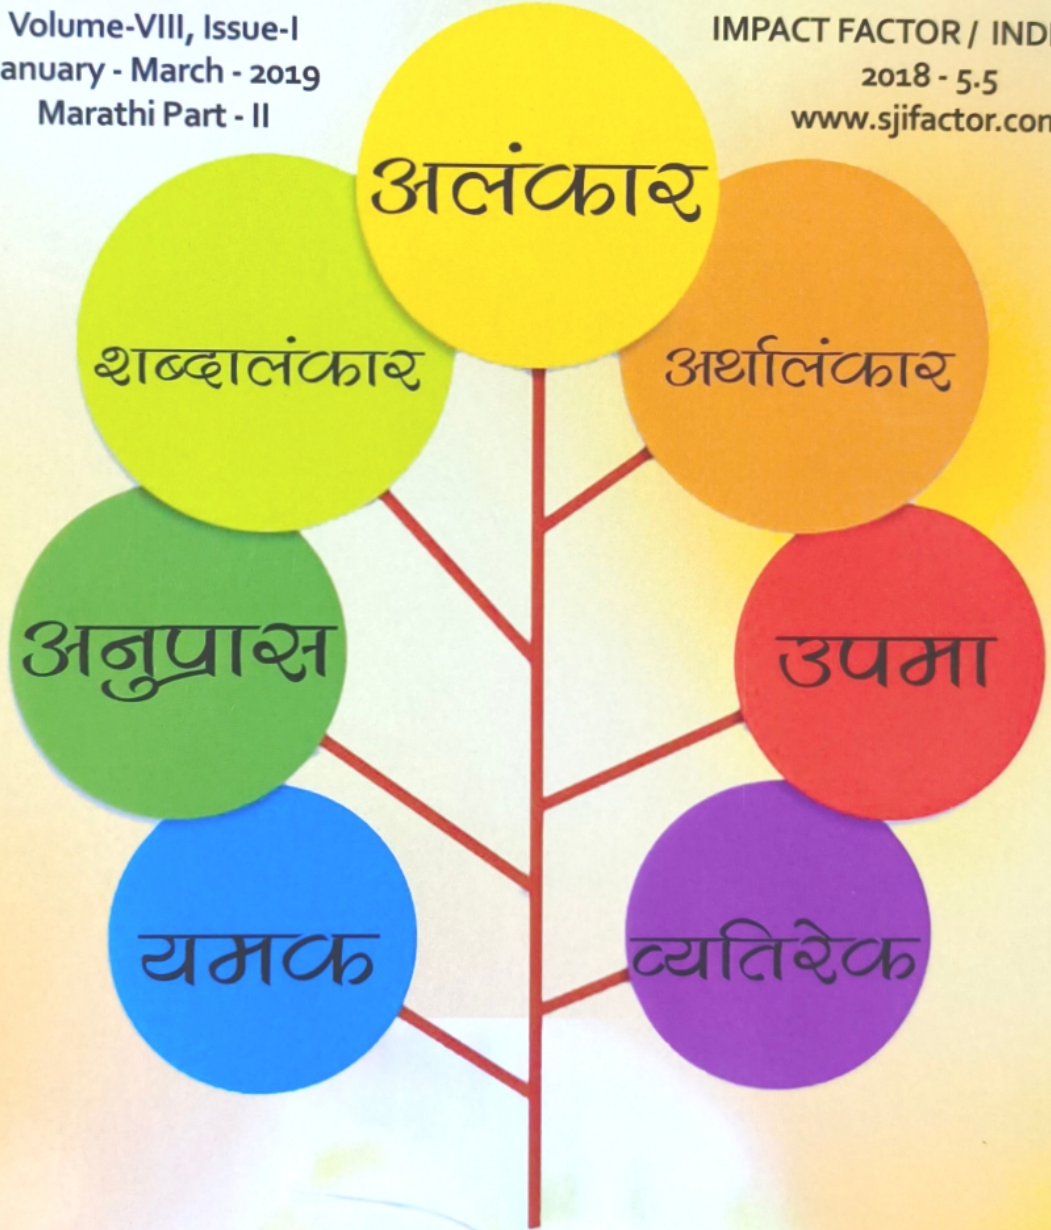 Volume-VIII, Issue-I
anuary - March - 2019
Marathi Part - II
IMPACT FACTOR / INDE
2018 - 5.5
www.sjifactor.com
अलंकार
शब्दालंकार
अर्थालंकार
अनुप्रास
उपमा
यमक
व्यतिरेक